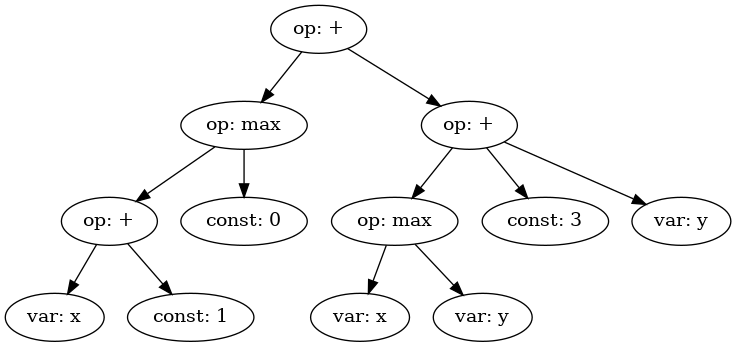 op: +
op: max
op: +
op: +
const: 0
op: max
const: 3
var: y
var: x
const: 1
var: x
var: y